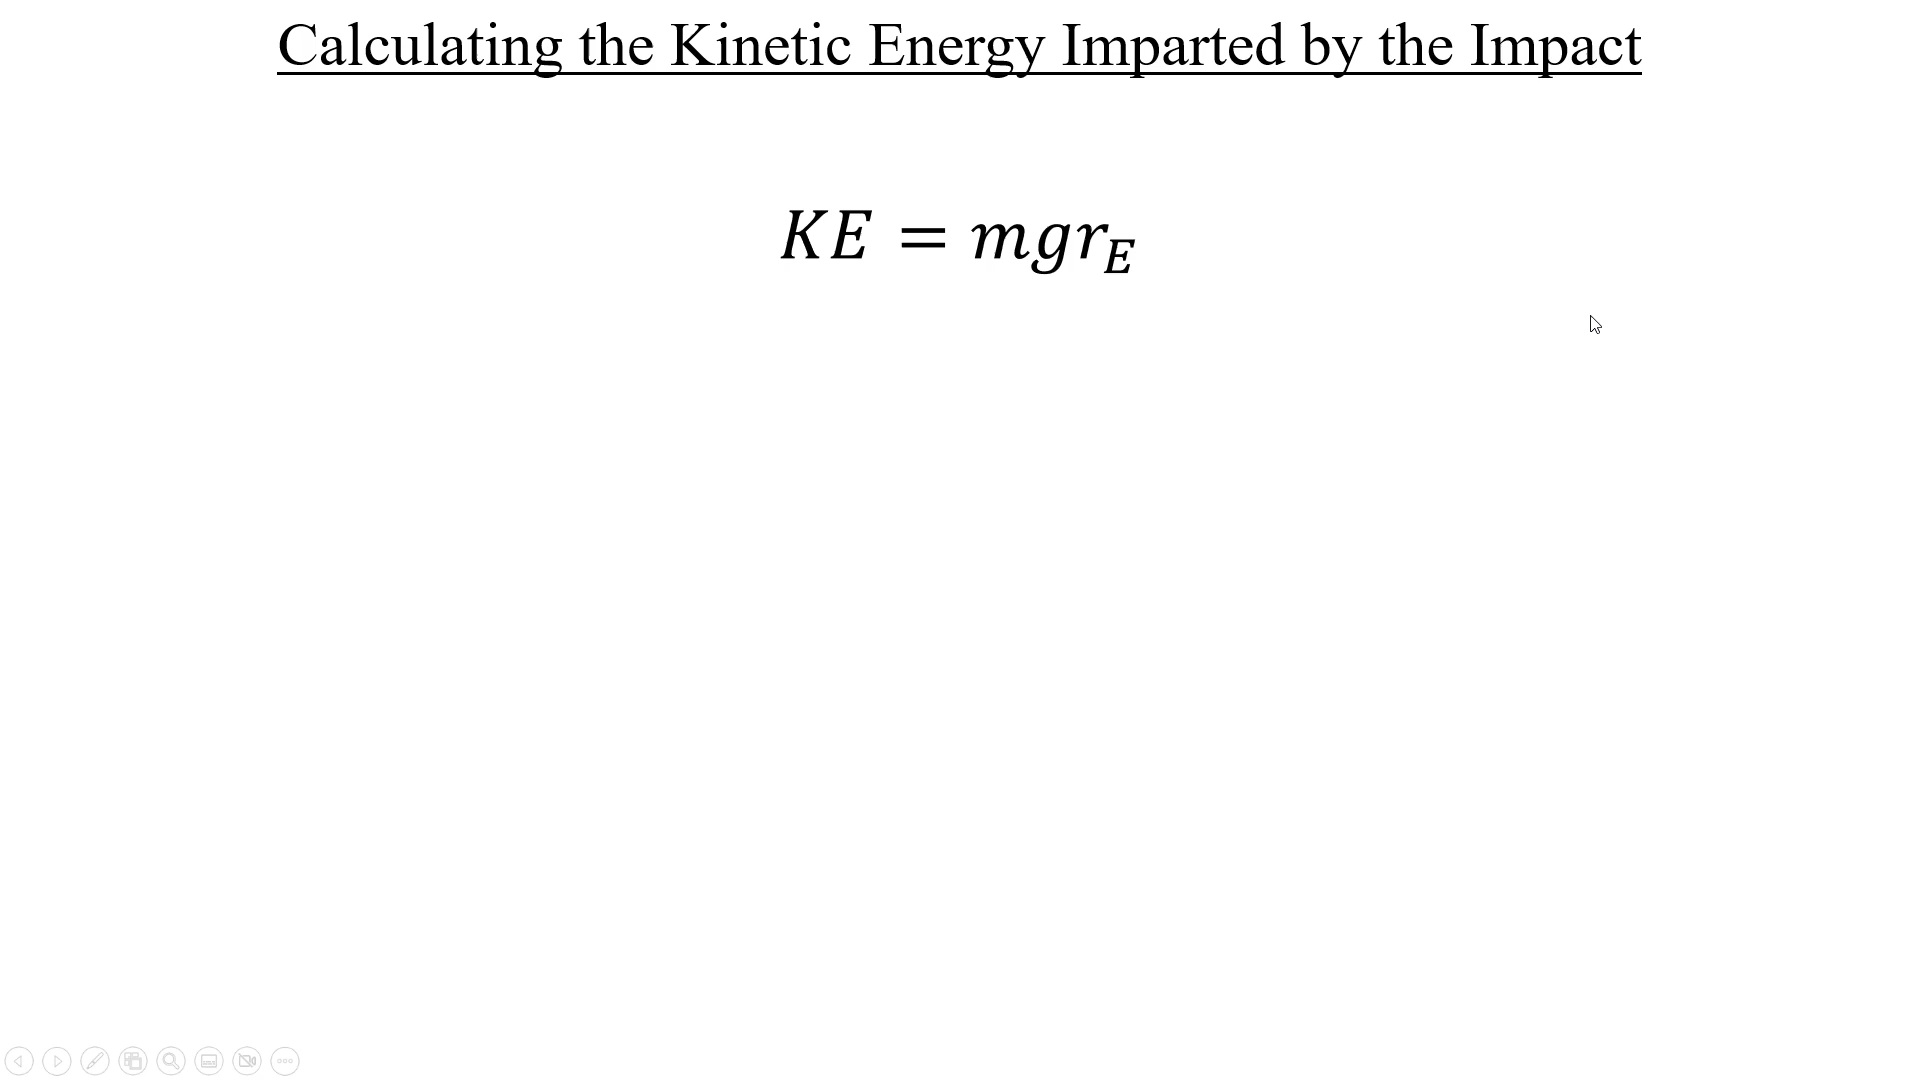 Calculating the Kinetic Energy Imparted by the Impact
KE = mgr_E